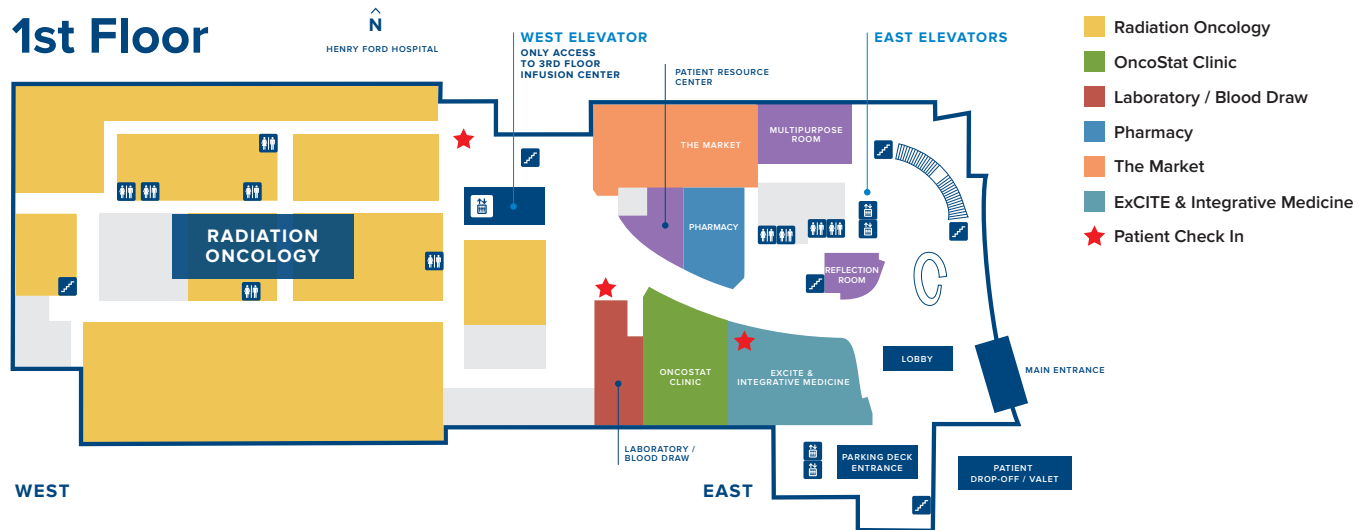 1st Floor
N
HENRY FORD HOSPITAL
WEST ELEVATOR
ONLY ACCESS
TO 3RD FLOOR
INFUSION CENTER
PATIENT RESOURCE
CENTER
EAST ELEVATORS
Radiation Oncology
OncoStat Clinic
Laboratory / Blood Draw
Pharmacy
The Market
ExCITE & Integrative Medicine
Patient Check In
THE MARKET
MULTIPURPOSE
ROOM
PHARMACY
RADIATION
ONCOLOGY
REFLECTION
ROOM
LOBBY
MAIN ENTRANCE
ONCOSTAT
CLINIC
EXCITE &
INTEGRATIVE MEDICINE
LABORATORY /
BLOOD DRAW
PARKING DECK
ENTRANCE
PATIENT
DROP-OFF / VALET
WEST
EAST